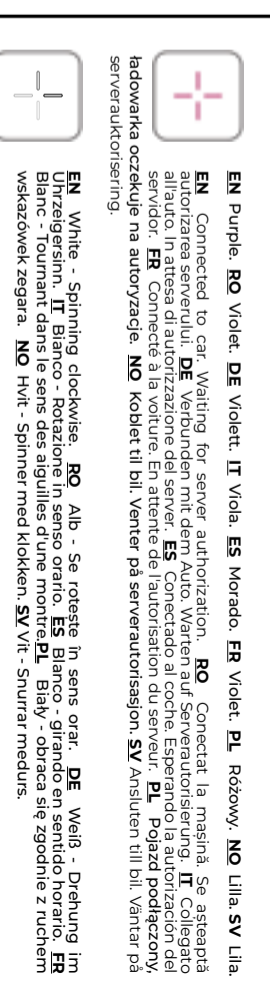 EN Purple. RO Violet. DE Violett. IT Viola. ES Morado. FR Violet. PL Różowy. NO Lilla. SV Lila.
EN Connected to car. Waiting for server authorization. RO Conectat la mașină. Se așteaptă
autorizarea serverului. DE Verbunden mit dem Auto. Warten auf Serverautorisierung. IT Collegato
all'auto. In attesa di autorizzazione del server. ES Conectado al coche. Esperando la autorización del
servidor. FR Connecté à la voiture. En attente de l'autorisation du serveur. PL Pojazd podłączony,
ładowarka oczekuje na autoryzacje. NO Koblet til bil. Venter på serverautorisasjon. SV Ansluten till bil. Väntar på
serverauktorisering.
EN White - Spinning clockwise. RO Alb - Se rotește în sens orar. DE Weiß - Drehung im
Uhrzeigersinn. IT Bianco - Rotazione in senso orario. ES Blanco - girando en sentido horario. FR
Blanc - Tournant dans le sens des aiguilles d'une montre. PL Biały - obraca się zgodnie z ruchem
wskazówek zegara. NO Hvit - Spinner med klokken. SV Vit - Snurrar medurs.